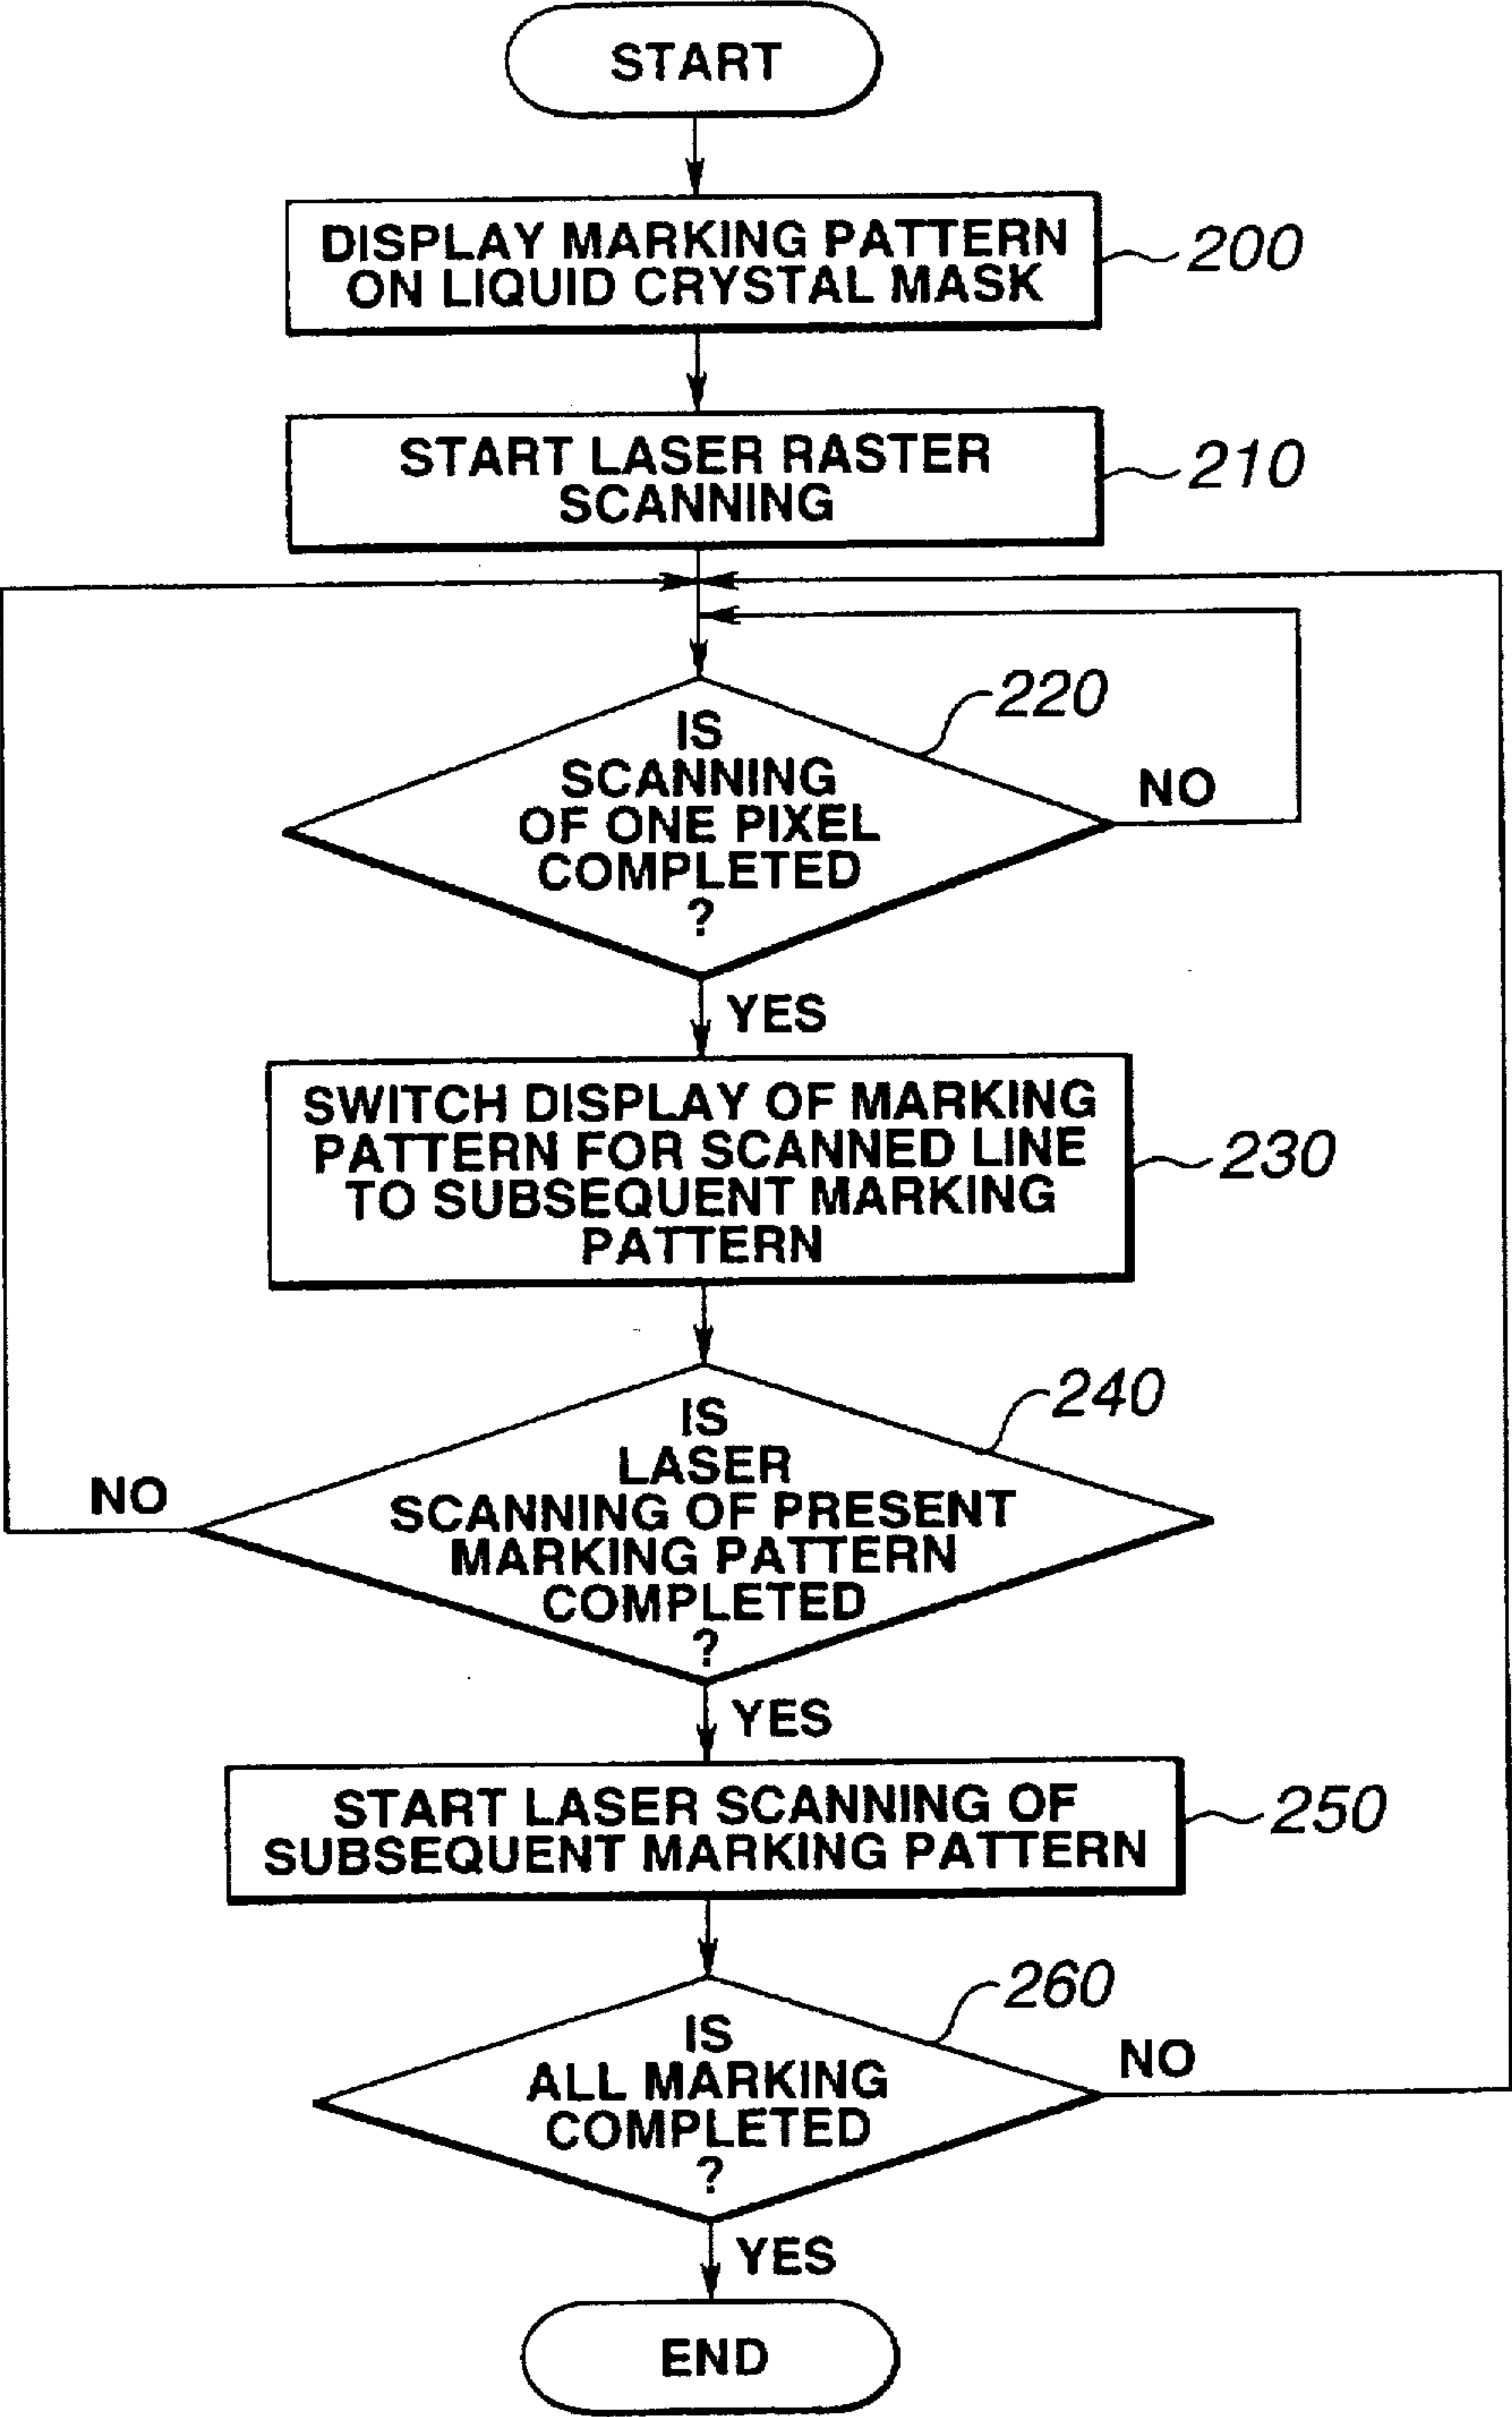 START
DISPLAY MARKING PATTERN
ON LIQUID CRYSTAL MASK
200
START LASER RASTER
SCANNING
210
220
IS
SCANNING
OF ONE PIXEL
COMPLETED
?
NO
YES
SWITCH DISPLAY OF MARKING
PATTERN FOR SCANNED LINE
TO SUBSEQUENT MARKING
PATTERN
230
240
IS
LASER
SCANNING OF PRESENT
MARKING PATTERN
COMPLETED
?
NO
YES
START LASER SCANNING OF
SUBSEQUENT MARKING PATTERN
250
260
IS
ALL MARKING
COMPLETED
?
NO
YES
END